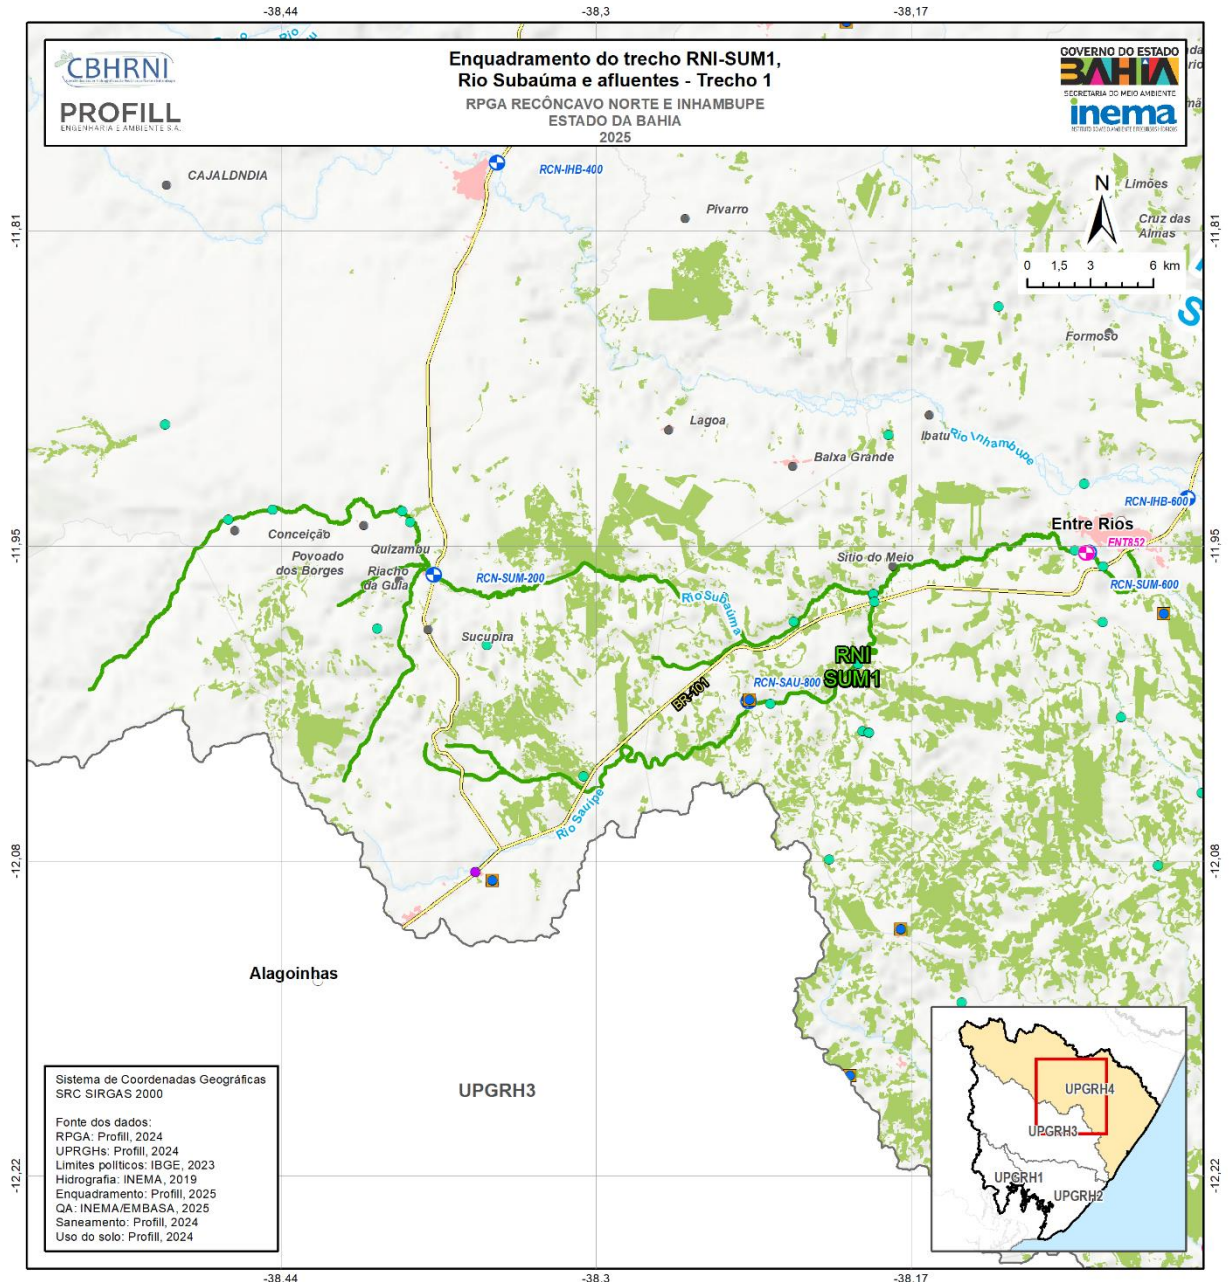 -38,44
-38,3
-38,17
CBHRNI
PROFILL
ENGENHARIA E AMBIENTE S.A.
Enquadramento do trecho RNI-SUM1,
Rio Subaúma e afluentes - Trecho 1
RPGA RECÔNCAVO NORTE E INHAMBUPE
ESTADO DA BAHIA
2025
GOVERNO DO ESTADO
BAHIA
SECRETARIA DO MEIO AMBIENTE
inema
INSTITUTO DO MEIO AMBIENTE E RECURSOS HÍDRICOS
CAJALDNDIA
RCN-IHB-400
N
Limões
Pivarro
Cruz das
Almas
-11,81
-11,81
0 1,5 3 6 km
S
Formoso
Lagoa
Ibatu
Rio Inhambupe
Balxa Grande
RCN-IHB-600
Entre Rios
Conceição
ENT852
-11,95
-11,95
Quizambu
Povoado
dos Borges
Sítio do Meio
Riacho
da Guia
RCN-SUM-200
RCN-SUM-600
Rio Subaúma
Sucupira
RNI
SUM1
RCN-SAU-800
BR-101
Rio Sauípe
-12,08
-12,08
Alagoinhas
UPGRH3
Sistema de Coordenadas Geográficas
SRC SIRGAS 2000
Fonte dos dados:
RPGA: Profill, 2024
UPRGHs: Profill, 2024
Limites políticos: IBGE, 2023
Hidrografia: INEMA, 2019
Enquadramento: Profill, 2025
QA: INEMA/EMBASA, 2025
Saneamento: Profill, 2024
Uso do solo: Profill, 2024
UPGRH4
UPGRH3
UPGRH1
UPGRH2
-12,22
-12,22
-38,44
-38,3
-38,17